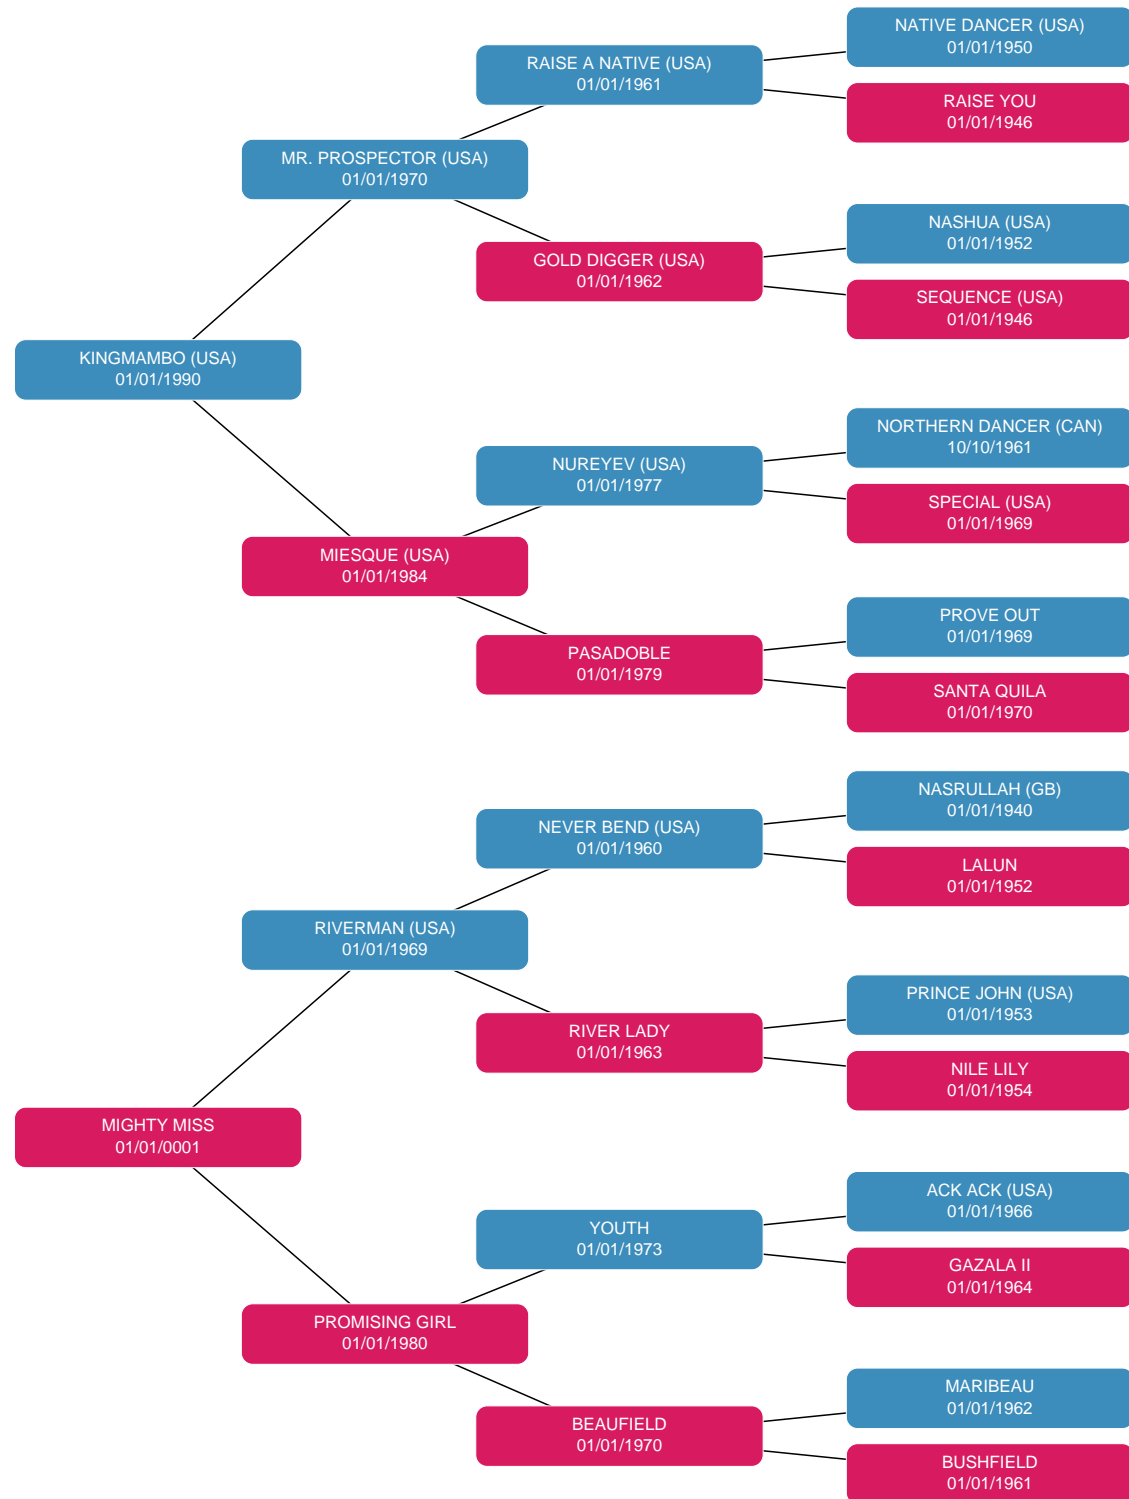 NATIVE DANCER (USA)
01/01/1950
RAISE A NATIVE (USA)
01/01/1961
RAISE YOU
01/01/1946
MR. PROSPECTOR (USA)
01/01/1970
NASHUA (USA)
01/01/1952
GOLD DIGGER (USA)
01/01/1962
SEQUENCE (USA)
01/01/1946
KINGMAMBO (USA)
01/01/1990
NORTHERN DANCER (CAN)
10/10/1961
NUREYEV (USA)
01/01/1977
SPECIAL (USA)
01/01/1969
MIESQUE (USA)
01/01/1984
PROVE OUT
01/01/1969
PASADOBLE
01/01/1979
SANTA QUILA
01/01/1970
NASRULLAH (GB)
01/01/1940
NEVER BEND (USA)
01/01/1960
LALUN
01/01/1952
RIVERMAN (USA)
01/01/1969
PRINCE JOHN (USA)
01/01/1953
RIVER LADY
01/01/1963
NILE LILY
01/01/1954
MIGHTY MISS
01/01/0001
ACK ACK (USA)
01/01/1966
YOUTH
01/01/1973
GAZALA II
01/01/1964
PROMISING GIRL
01/01/1980
MARIBEAU
01/01/1962
BEAUFIELD
01/01/1970
BUSHFIELD
01/01/1961